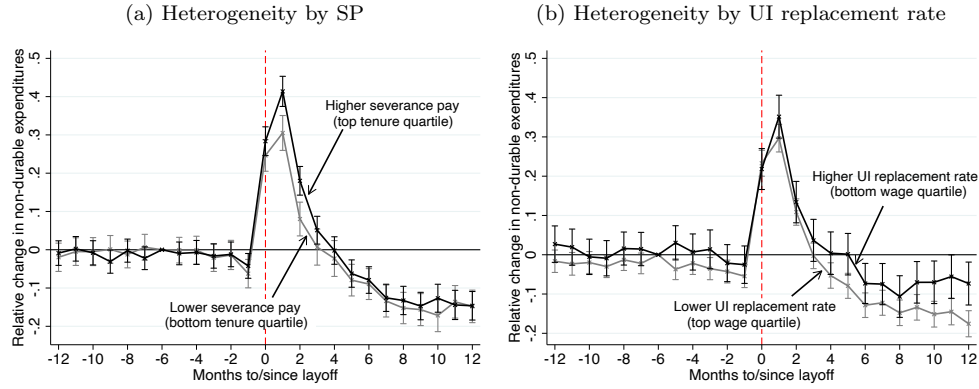 (a) Heterogeneity by SP
Relative change in non-durable expenditures
.5
.4
.3
.2
.1
0
-.1
-.2
Higher severance pay
(top tenure quartile)
Lower severance pay
(bottom tenure quartile)
-12 -10 -8 -6 -4 -2 0 2 4 6 8 10 12
Months to/since layoff
(b) Heterogeneity by UI replacement rate
Relative change in non-durable exenditures
.5
.4
.3
.2
.1
0
-.1
-.2
Higher UI replacement rate
(bottom wage quartile)
Lower UI replacement rate
(top wage quartile)
-12 -10 -8 -6 -4 -2 0 2 4 6 8 10 12
Months to/since layoff